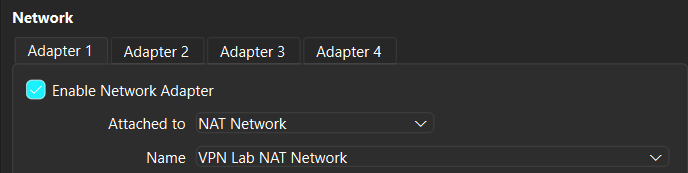 Network
Adapter 1 Adapter 2 Adapter 3 Adapter 4
Enable Network Adapter
Attached to NAT Network
Name VPN Lab NAT Network